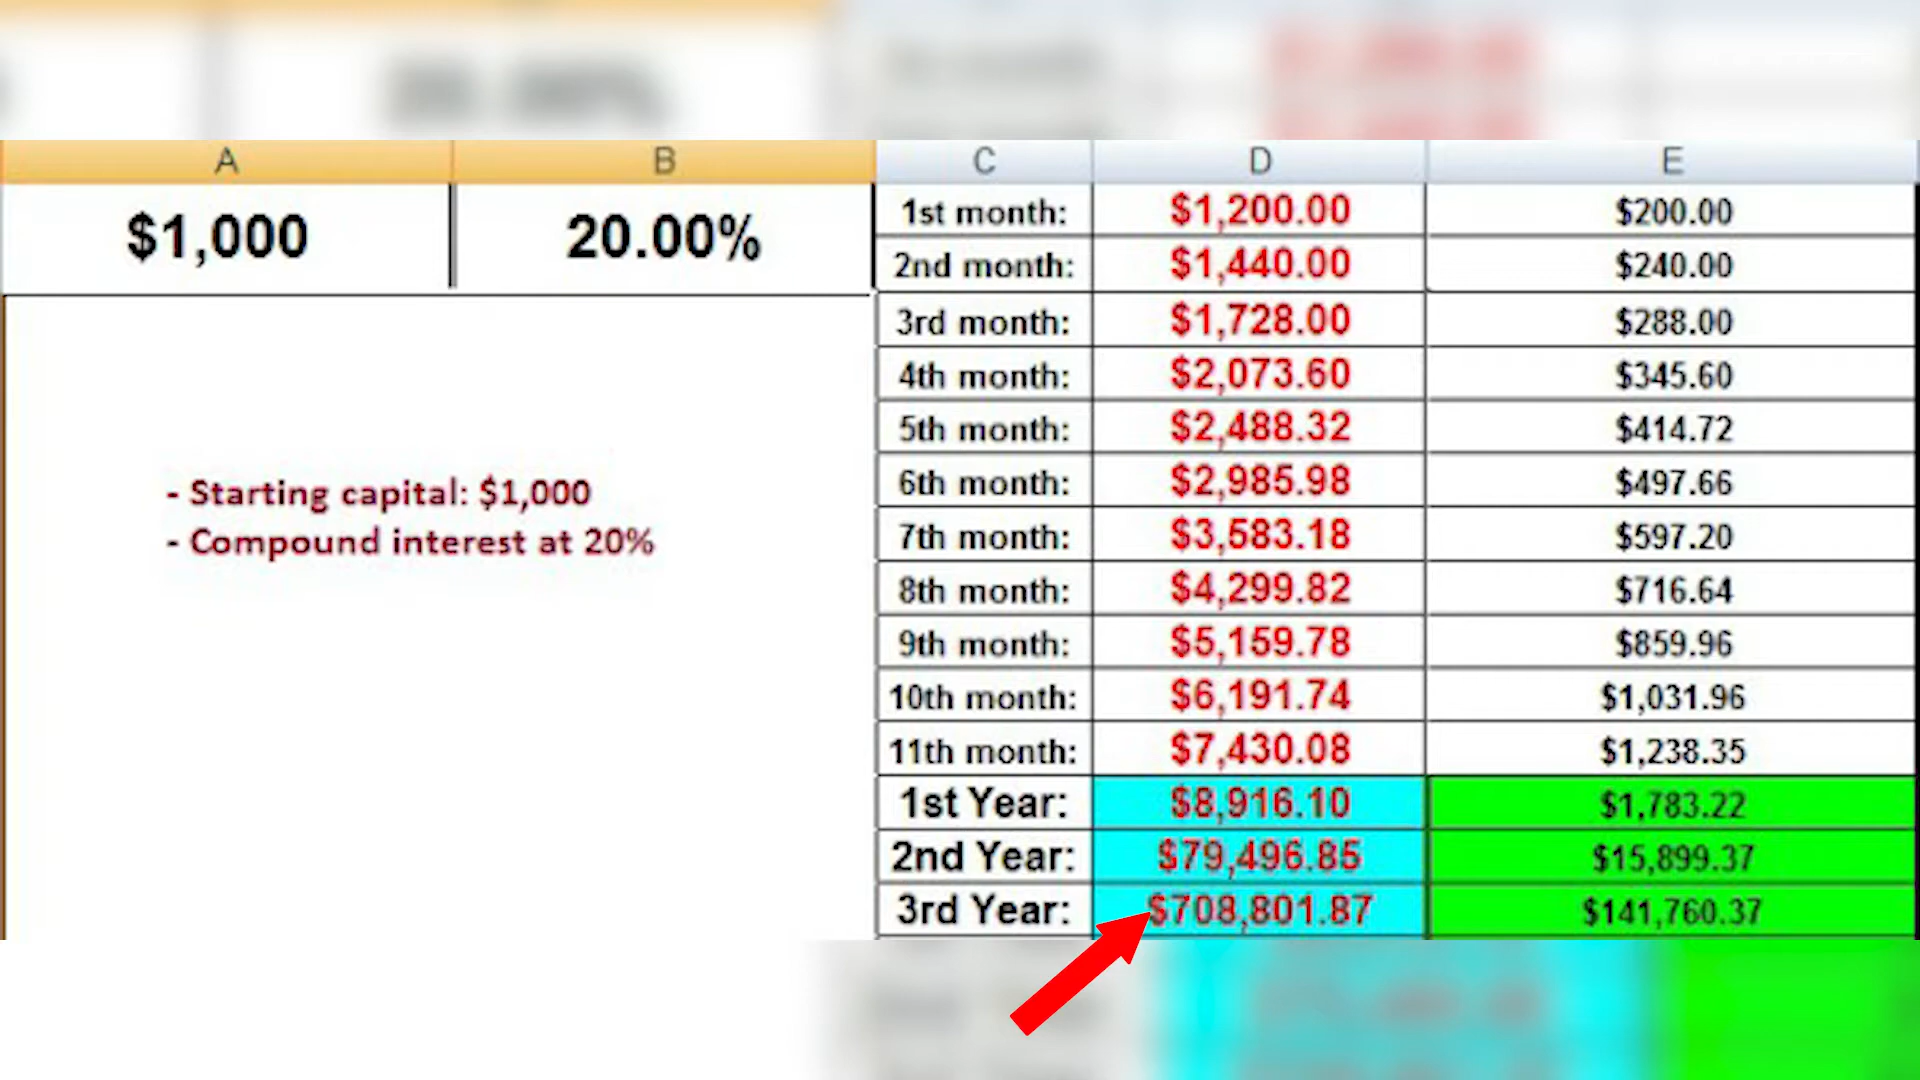 A B C D E
$1,000 20.00%
1st month: $1,200.00 $200.00
2nd month: $1,440.00 $240.00
3rd month: $1,728.00 $288.00
4th month: $2,073.60 $345.60
5th month: $2,488.32 $414.72
6th month: $2,985.98 $497.66
7th month: $3,583.18 $597.20
8th month: $4,299.82 $716.64
9th month: $5,159.78 $859.96
10th month: $6,191.74 $1,031.96
11th month: $7,430.08 $1,238.35
1st Year: $8,916.10 $1,783.22
2nd Year: $79,496.85 $15,899.37
3rd Year: $708,801.87 $141,760.37
- Starting capital: $1,000
- Compound interest at 20%